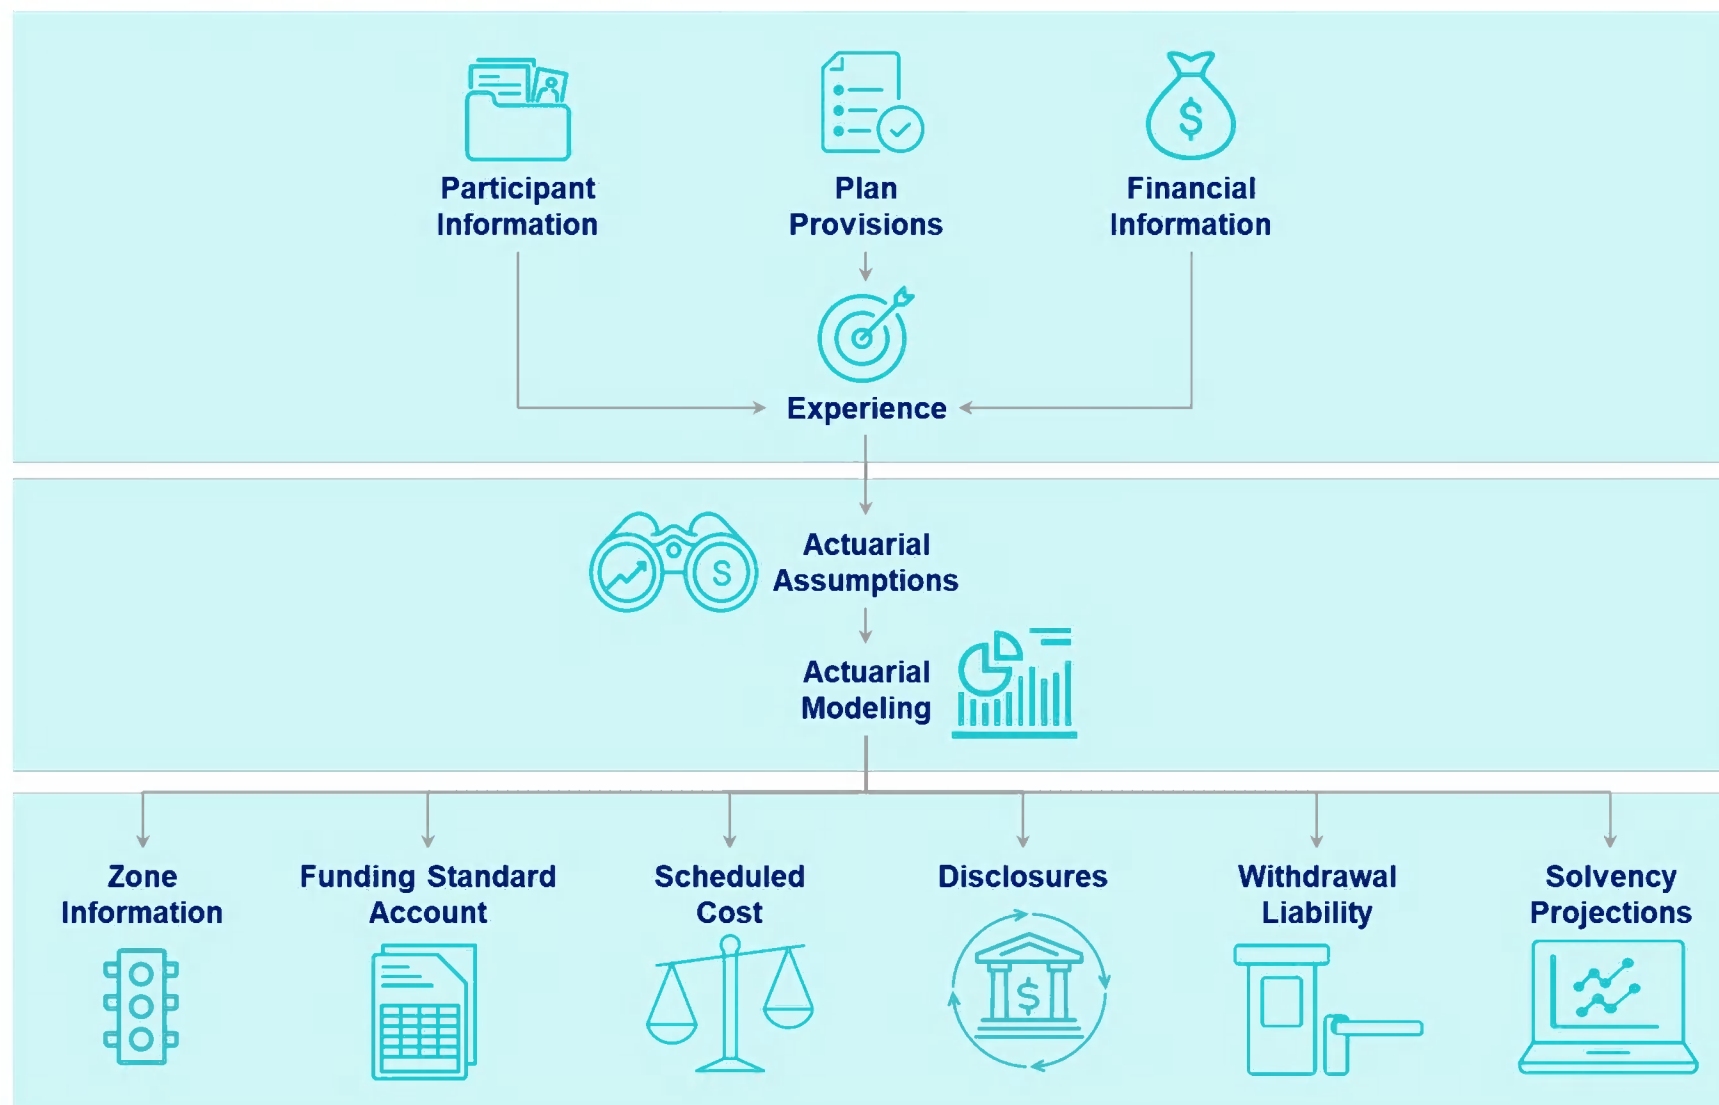 Participant
Information
Plan
Provisions
$
Financial
Information
Experience
S
Actuarial
Assumptions
Actuarial
Modeling
Zone
Information
Funding Standard
Account
Scheduled
Cost
Disclosures
$
Withdrawal
Liability
Solvency
Projections